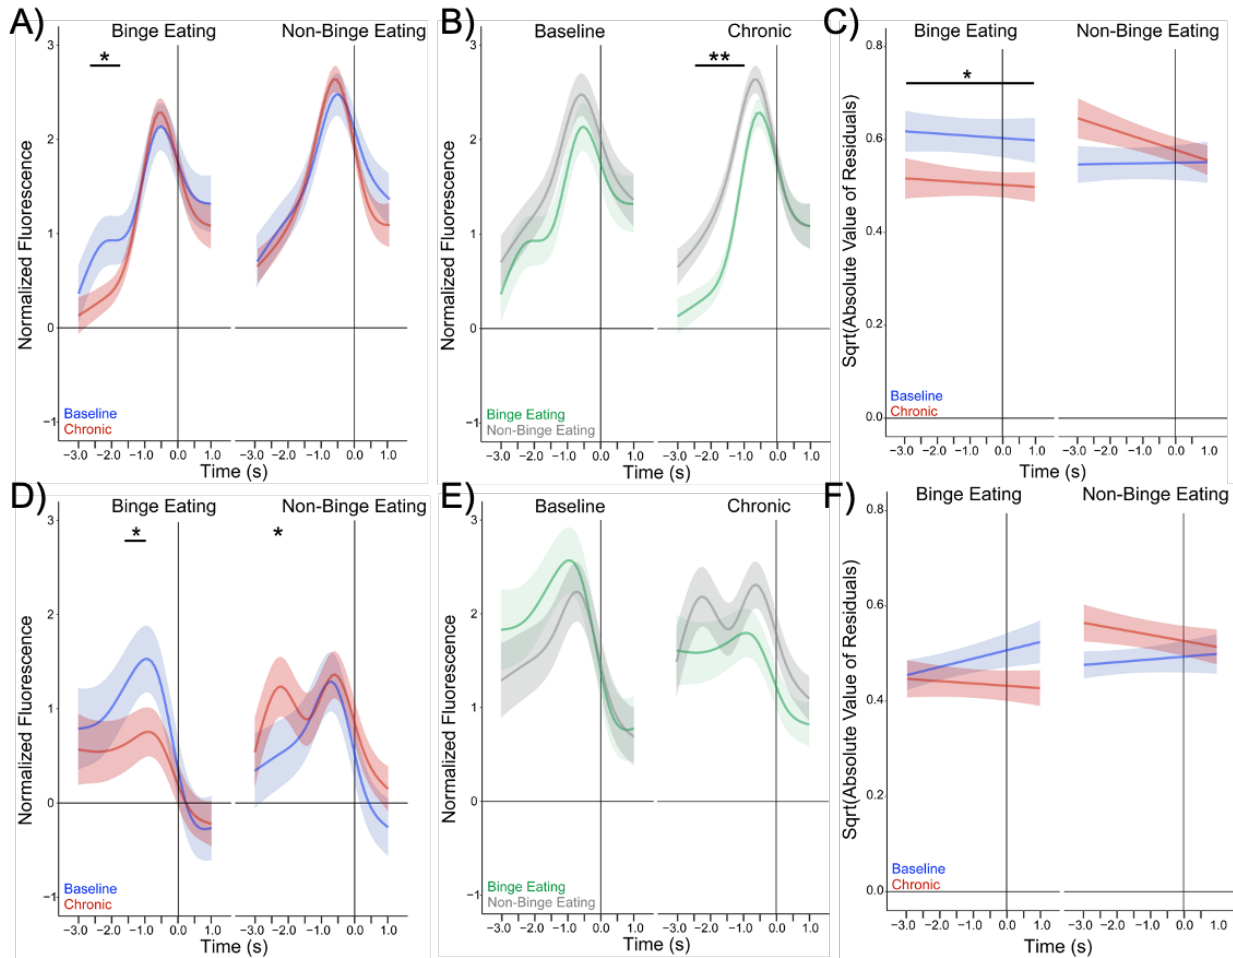 A)
Binge Eating
Non-Binge Eating
3
*
2
1
0
−1
Normalized Fluorescence
Baseline
Chronic
−3.0 −2.0 −1.0 0.0 1.0
−3.0 −2.0 −1.0 0.0 1.0
Time (s)
B)
Baseline
Chronic
3
**
2
1
0
−1
Normalized Fluorescence
Binge Eating
Non-Binge Eating
−3.0 −2.0 −1.0 0.0 1.0
−3.0 −2.0 −1.0 0.0 1.0
Time (s)
C)
Binge Eating
Non-Binge Eating
0.8
*
0.6
0.4
0.2
0.0
Sqrt(Absolute Value of Residuals)
Baseline
Chronic
−3.0 −2.0 −1.0 0.0 1.0
−3.0 −2.0 −1.0 0.0 1.0
Time (s)
D)
Binge Eating
Non-Binge Eating
3
*
*
2
1
0
−1
Normalized Fluorescence
Baseline
Chronic
−3.0 −2.0 −1.0 0.0 1.0
−3.0 −2.0 −1.0 0.0 1.0
Time (s)
E)
Baseline
Chronic
3
2
1
0
−1
Normalized Fluorescence
Binge Eating
Non-Binge Eating
−3.0 −2.0 −1.0 0.0 1.0
−3.0 −2.0 −1.0 0.0 1.0
Time (s)
F)
Binge Eating
Non-Binge Eating
0.8
0.6
0.4
0.2
0.0
Sqrt(Absolute Value of Residuals)
Baseline
Chronic
−3.0 −2.0 −1.0 0.0 1.0
−3.0 −2.0 −1.0 0.0 1.0
Time (s)